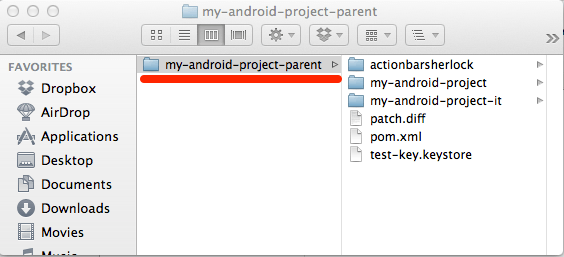 my-android-project-parent
FAVORITES
Dropbox
AirDrop
Applications
Desktop
Documents
Downloads
Movies
Music
my-android-project-parent
actionbarsherlock
my-android-project
my-android-project-it
patch.diff
pom.xml
test-key.keystore